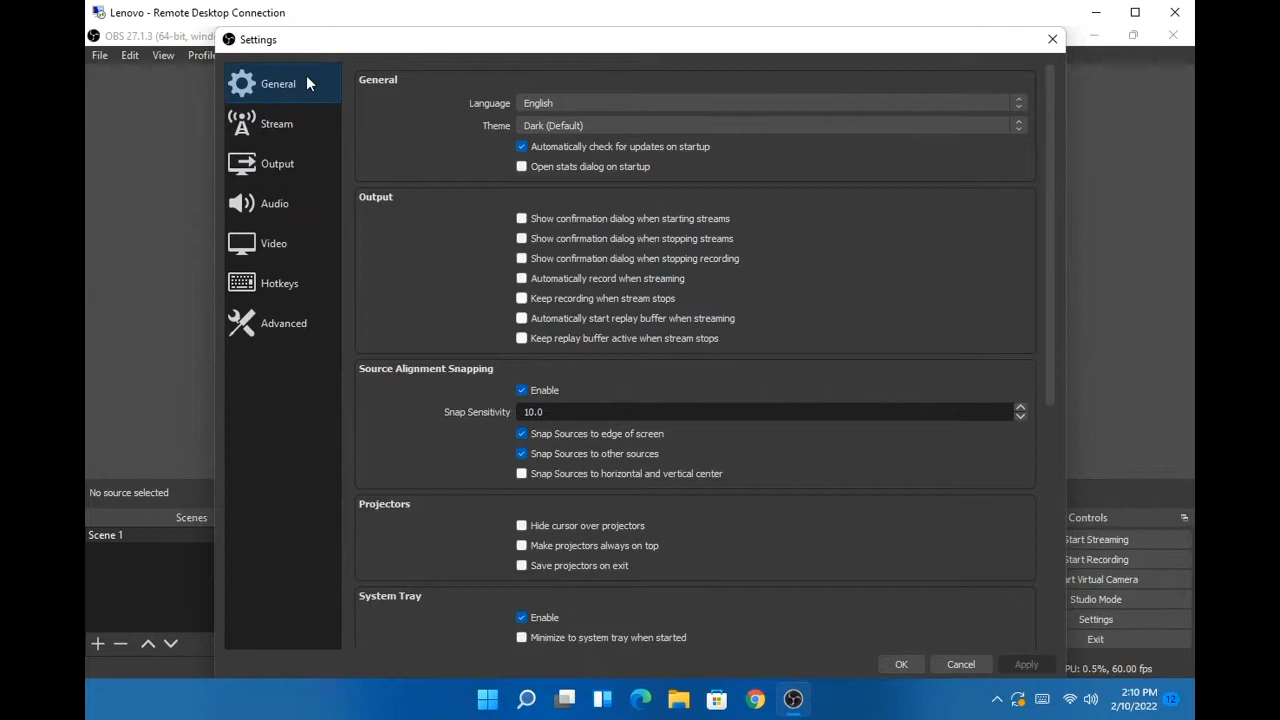 Lenovo - Remote Desktop Connection
OBS 27.1.3 (64-bit, wind
Settings
File Edit View Profil
General
Stream
Output
Audio
Video
Hotkeys
Advanced
General
Language English
Theme Dark (Default)
Automatically check for updates on startup
Open stats dialog on startup
Output
Show confirmation dialog when starting streams
Show confirmation dialog when stopping streams
Show confirmation dialog when stopping recording
Automatically record when streaming
Keep recording when stream stops
Automatically start replay buffer when streaming
Keep replay buffer active when stream stops
Source Alignment Snapping
Enable
Snap Sensitivity 10.0
Snap Sources to edge of screen
Snap Sources to other sources
Snap Sources to horizontal and vertical center
Projectors
Hide cursor over projectors
Make projectors always on top
Save projectors on exit
System Tray
Enable
Minimize to system tray when started
OK Cancel Apply
No source selected
Scenes
Scene 1
Controls
Start Streaming
Start Recording
rt Virtual Camera
Studio Mode
Settings
Exit
PU: 0.5%, 60.00 fps
2:10 PM
2/10/2022
12